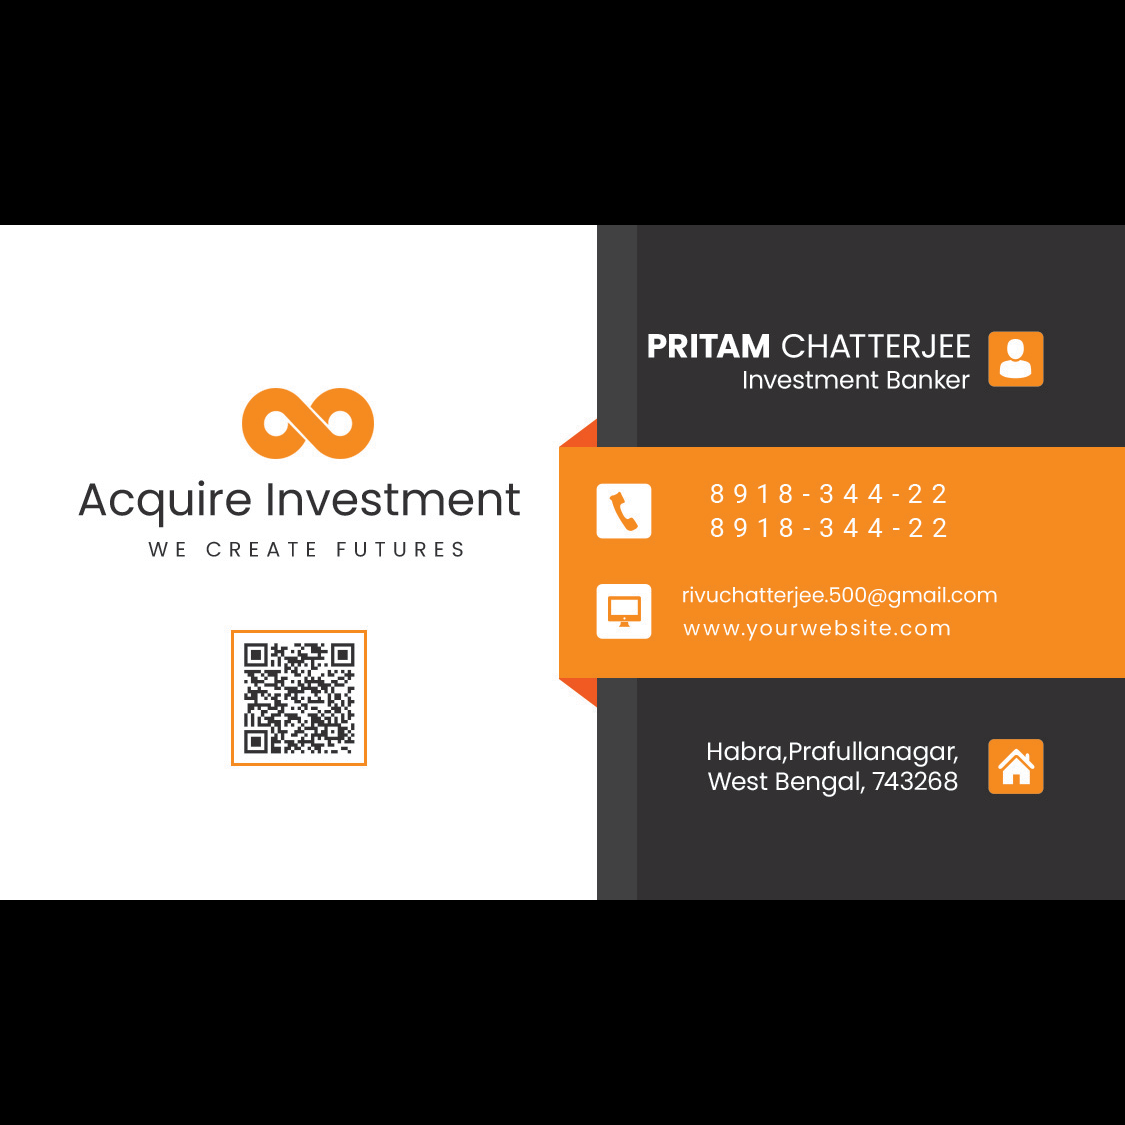 Acquire Investment
WE CREATE FUTURES
PRITAM CHATTERJEE
Investment Banker
8918-344-22
8918-344-22
rivuchatterjee.500@gmail.com
www.yourwebsite.com
Habra,Prafullanagar,
West Bengal, 743268